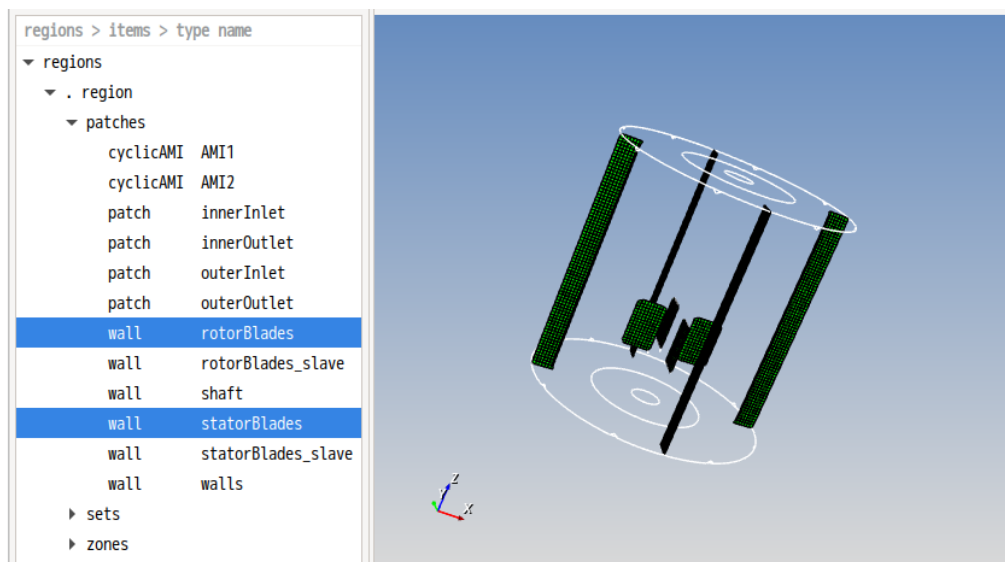 regions > items > type name
regions
. region
patches
cyclicAMI AMI1
cyclicAMI AMI2
patch innerInlet
patch innerOutlet
patch outerInlet
patch outerOutlet
wall rotorBlades
wall rotorBlades_slave
wall shaft
wall statorBlades
wall statorBlades_slave
wall walls
sets
zones
Z
Y
X